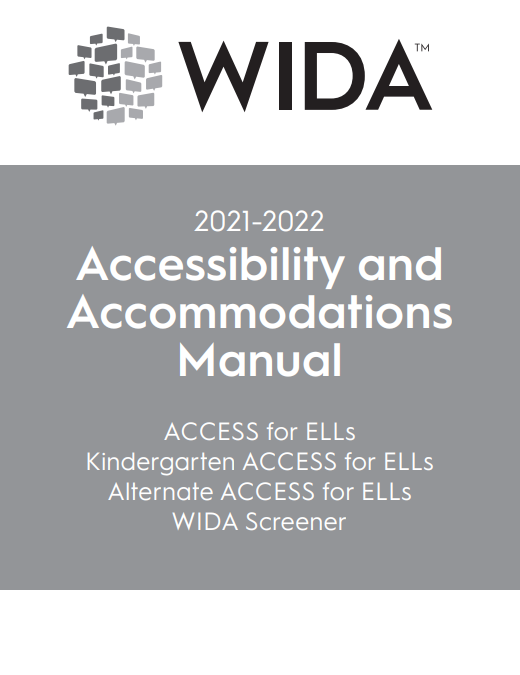 WIDA™
2021-2022
Accessibility and
Accommodations
Manual
ACCESS for ELLs
Kindergarten ACCESS for ELLs
Alternate ACCESS for ELLs
WIDA Screener